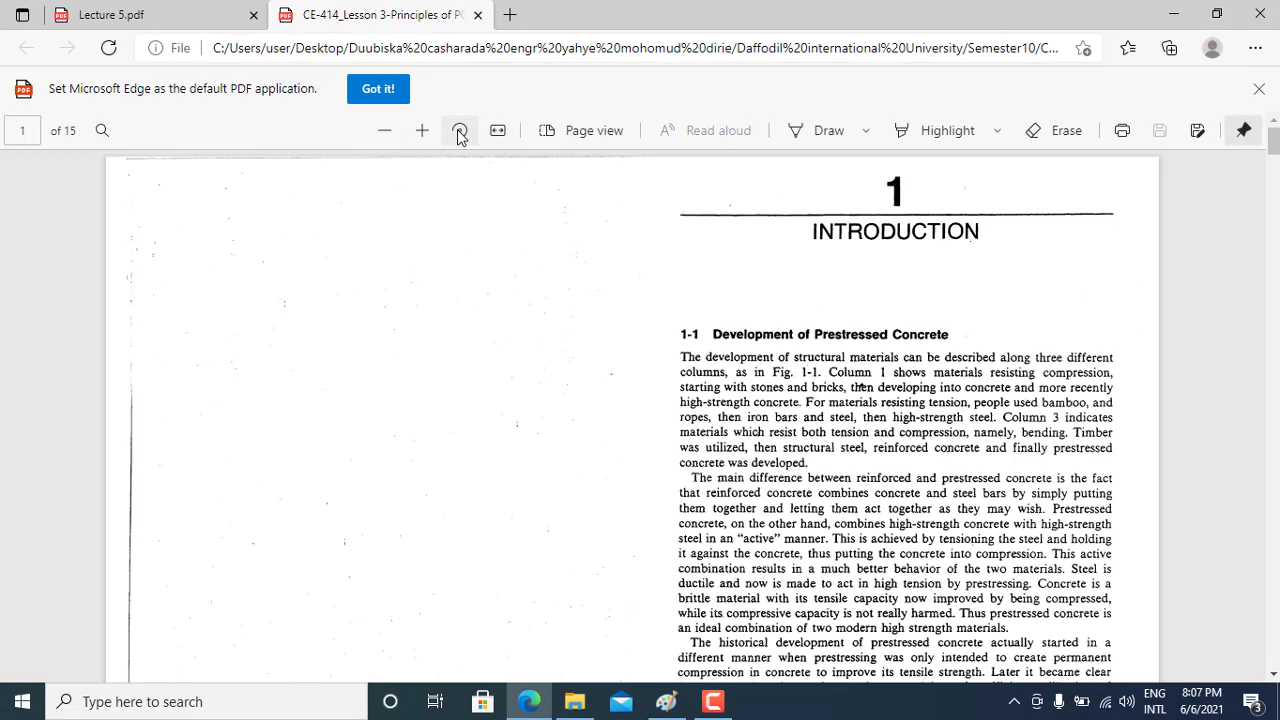 Lecture 5.pdf
CE-414_Lesson 3-Principles of PC
File
C:/Users/user/Desktop/Duubiska%20casharada%20engr%20yahye%20mohomud%20dirie/Daffodil%20international%20University/Semester10/C...
Set Microsoft Edge as the default PDF application.
Got it!
1 of 15
Page view
Read aloud
Draw
Highlight
Erase
1
INTRODUCTION
1-1 Development of Prestressed Concrete
The development of structural materials can be described along three different
columns, as in Fig. 1-1. Column 1 shows materials resisting compression,
starting with stones and bricks, then developing into concrete and more recently
high-strength concrete. For materials resisting tension, people used bamboo, and
ropes, then iron bars and steel, then high-strength steel. Column 3 indicates
materials which resist both tension and compression, namely, bending. Timber
was utilized, then structural steel, reinforced concrete and finally prestressed
concrete was developed.
The main difference between reinforced and prestressed concrete is the fact
that reinforced concrete combines concrete and steel bars by simply putting
them together and letting them act together as they may wish. Prestressed
concrete, on the other hand, combines high-strength concrete with high-strength
steel in an “active” manner. This is achieved by tensioning the steel and holding
it against the concrete, thus putting the concrete into compression. This active
combination results in a much better behavior of the two materials. Steel is
ductile and now is made to act in high tension by prestressing. Concrete is a
brittle material with its tensile capacity now improved by being compressed,
while its compressive capacity is not really harmed. Thus prestressed concrete is
an ideal combination of two modern high strength materials.
The historical development of prestressed concrete actually started in a
different manner when prestressing was only intended to create permanent
compression in concrete to improve its tensile strength. Later it became clear
Type here to search
ENG
INTL
8:07 PM
6/6/2021
3